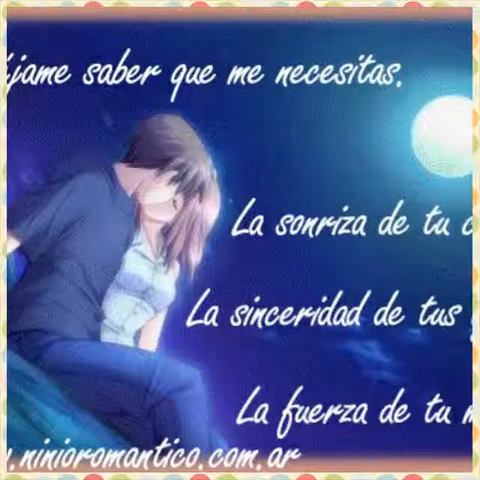 jame saber que me necesitas.
La sonriza de tu
La sinceridad de tus
La fuerza de tu
.ninioromantico.com.ar